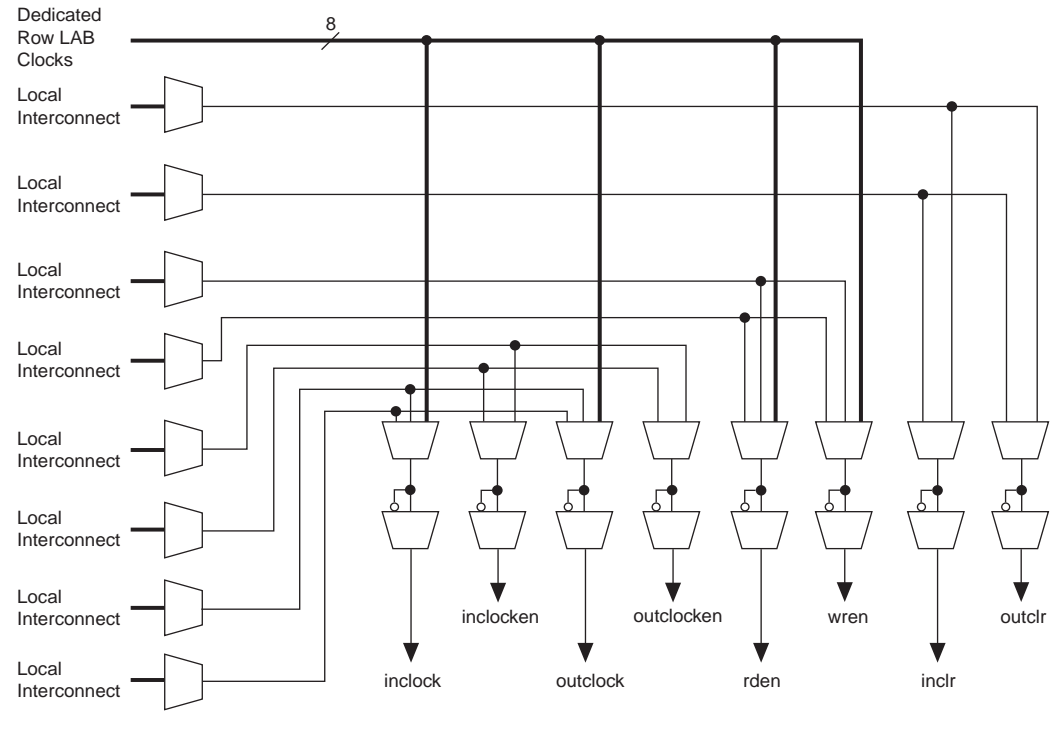 Dedicated
Row LAB
Clocks
8
Local
Interconnect
Local
Interconnect
Local
Interconnect
Local
Interconnect
Local
Interconnect
Local
Interconnect
Local
Interconnect
Local
Interconnect
inclocken
outclocken
wren
outclr
inclock
outclock
rden
inclr